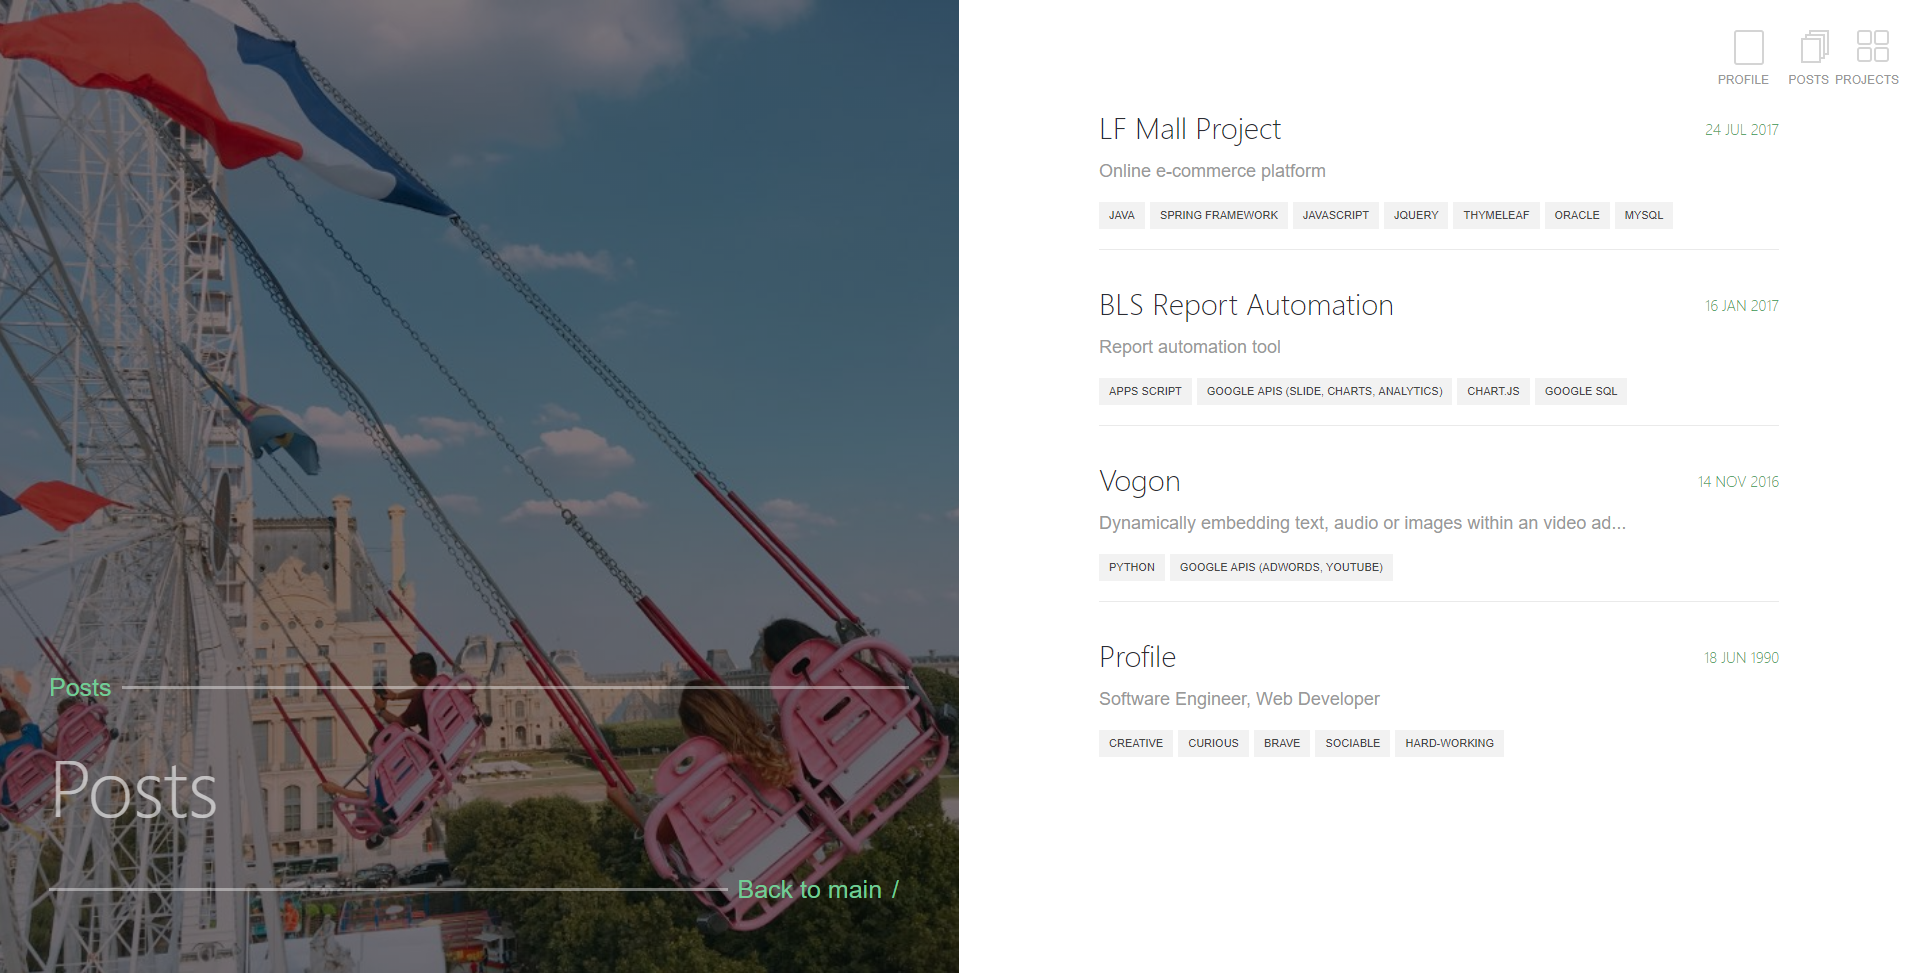 PROFILE POSTS PROJECTS
LF Mall Project 24 JUL 2017
Online e-commerce platform
JAVA SPRING FRAMEWORK JAVASCRIPT JQUERY THYMELEAF ORACLE MYSQL
BLS Report Automation 16 JAN 2017
Report automation tool
APPS SCRIPT GOOGLE APIS (SLIDE, CHARTS, ANALYTICS) CHART.JS GOOGLE SQL
Vogon 14 NOV 2016
Dynamically embedding text, audio or images within an video ad...
PYTHON GOOGLE APIS (ADWORDS, YOUTUBE)
Profile 18 JUN 1990
Software Engineer, Web Developer
CREATIVE CURIOUS BRAVE SOCIABLE HARD-WORKING
Posts
Posts
Back to main /